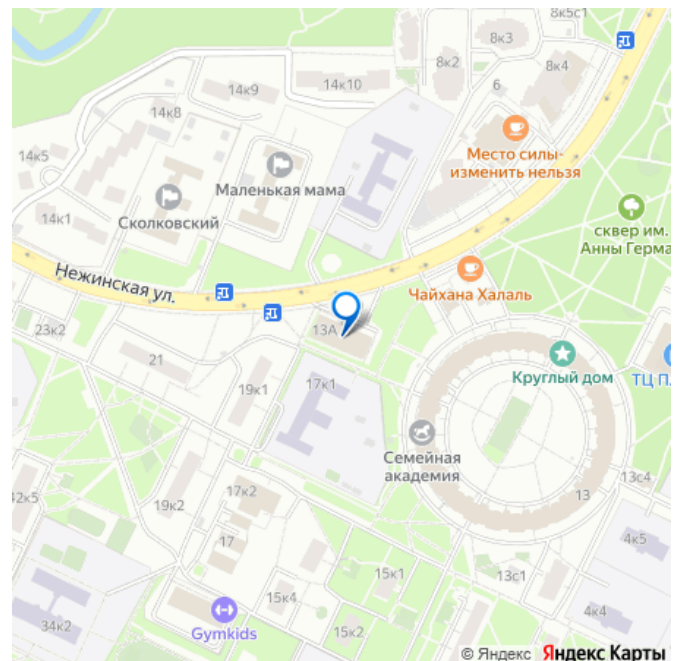 8к5с1
8к3
8к2
8к4
14к9
14к10
6
14к8
Место силы-
изменить нельзя
14к5
Маленькая мама
14к1
Сколковский
сквер им.
Анны Герма
Нежинская ул.
Чайхана Халаль
23к2
13А
21
Круглый дом
ТЦ П
19к1
17к1
Семейная
академия
13с4
42к5
19к2
17к2
13
17
4к5
15к1
13с1
15к4
34к2
Gymkids
15к2
4к4
© Яндекс Яндекс Карты